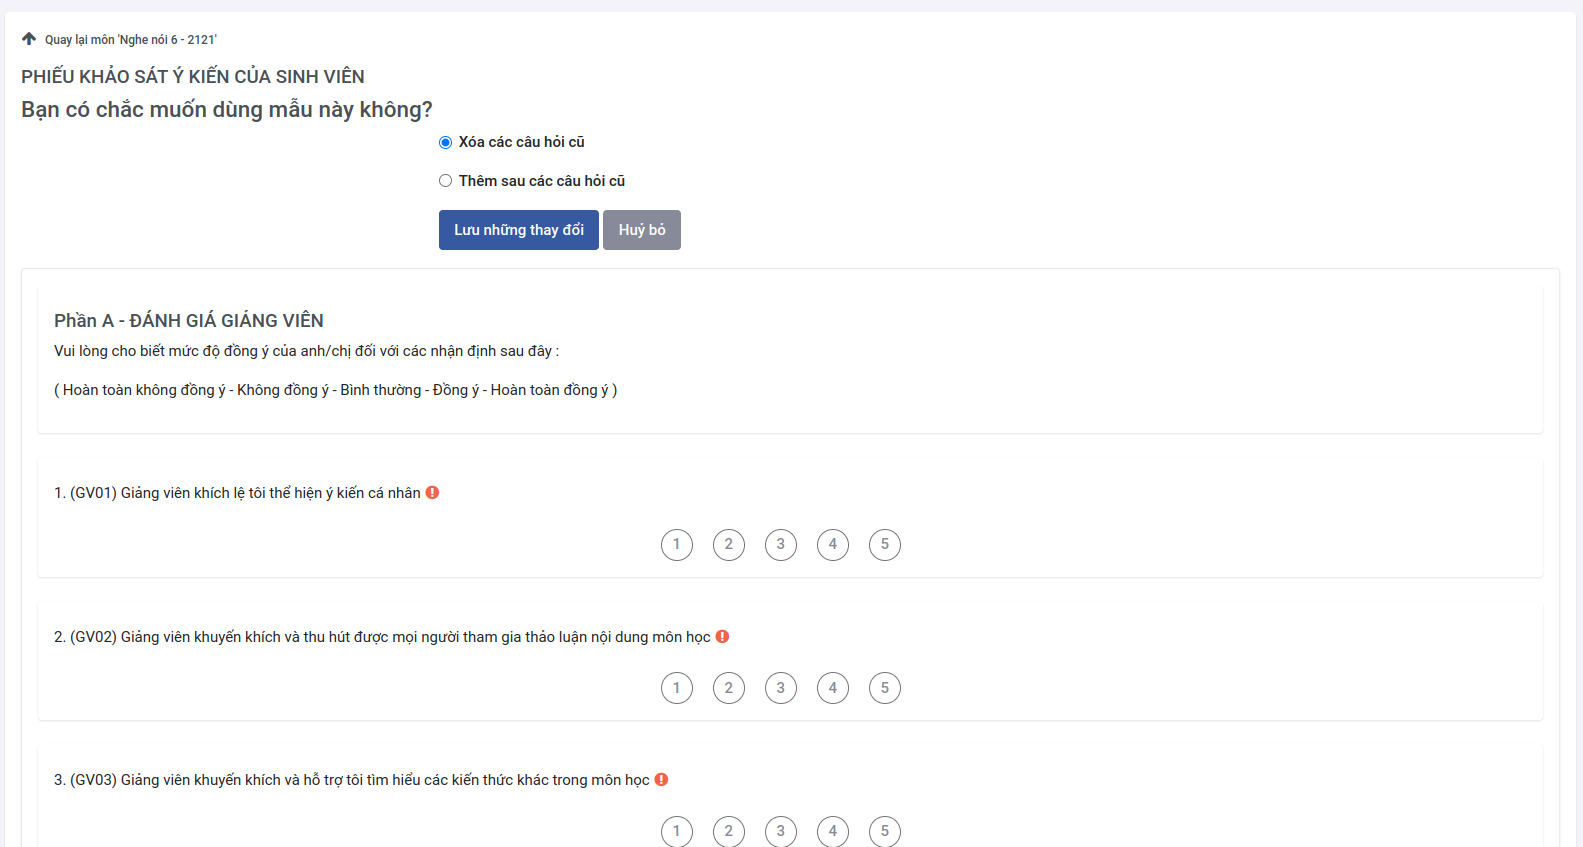 Quay lại môn 'Nghe nói 6 - 2121'
PHIẾU KHẢO SÁT Ý KIẾN CỦA SINH VIÊN
Bạn có chắc muốn dùng mẫu này không?
Xóa các câu hỏi cũ
Thêm sau các câu hỏi cũ
Lưu những thay đổi Huỷ bỏ
Phần A - ĐÁNH GIÁ GIẢNG VIÊN
Vui lòng cho biết mức độ đồng ý của anh/chị đối với các nhận định sau đây :
( Hoàn toàn không đồng ý - Không đồng ý - Bình thường - Đồng ý - Hoàn toàn đồng ý )
1. (GV01) Giảng viên khích lệ tôi thể hiện ý kiến cá nhân
1 2 3 4 5
2. (GV02) Giảng viên khuyến khích và thu hút được mọi người tham gia thảo luận nội dung môn học
1 2 3 4 5
3. (GV03) Giảng viên khuyến khích và hỗ trợ tôi tìm hiểu các kiến thức khác trong môn học
1 2 3 4 5